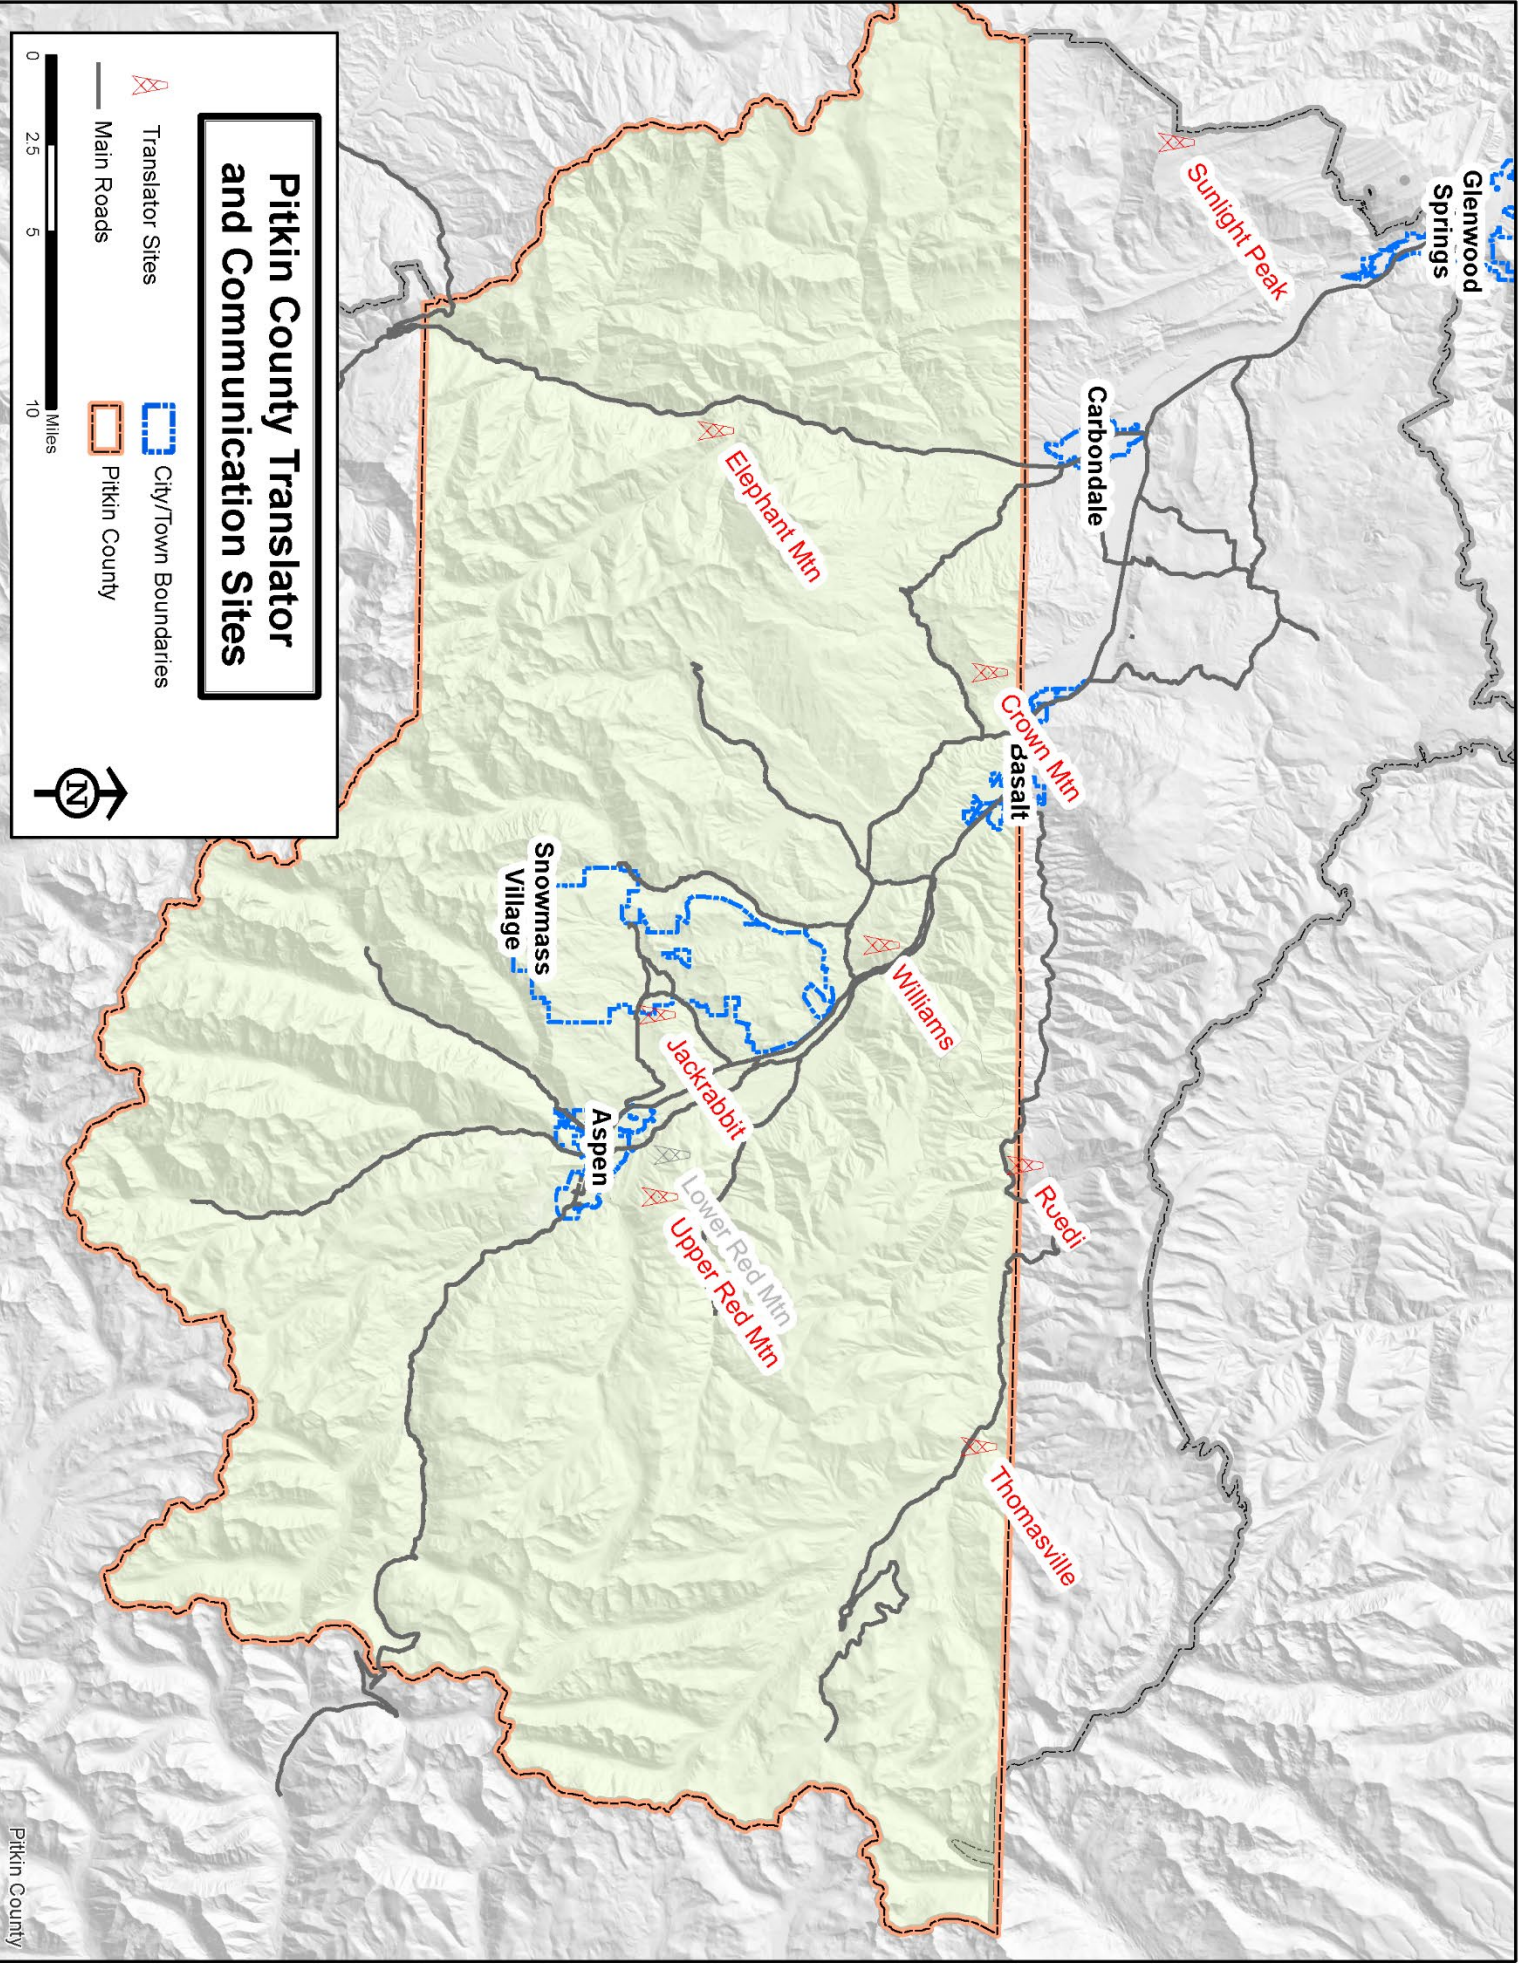 Glenwood
Springs
Sunlight Peak
Carbondale
Elephant Mtn
Crown Mtn
Basalt
Snowmass
Village
Williams
Jackrabbit
Aspen
Lower Red Mtn
Upper Red Mtn
Ruedi
Thomasville
Pitkin County Translator
and Communication Sites
Translator Sites
Main Roads
City/Town Boundaries
Pitkin County
0 2.5 5 10
Miles
N
Pitkin County